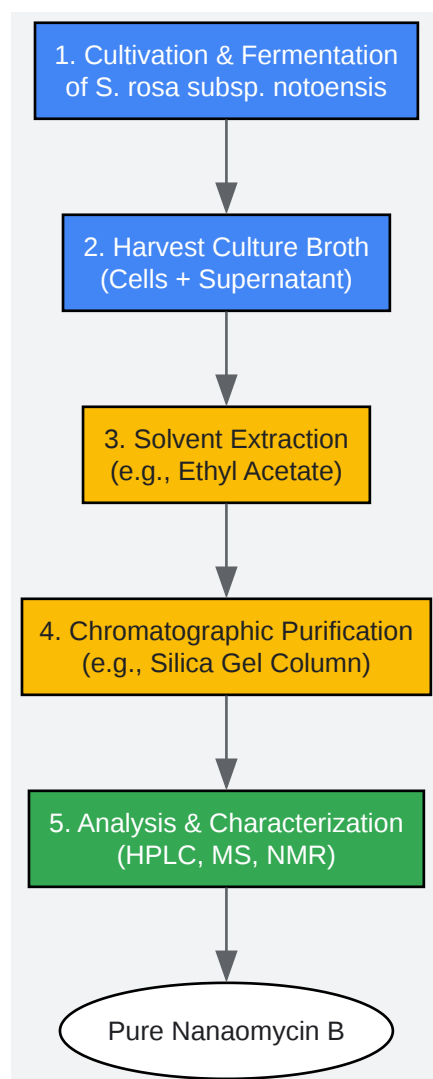 1. Cultivation & Fermentation
of S. rosa subsp. notoensis
2. Harvest Culture Broth
(Cells + Supernatant)
3. Solvent Extraction
(e.g., Ethyl Acetate)
4. Chromatographic Purification
(e.g., Silica Gel Column)
5. Analysis & Characterization
(HPLC, MS, NMR)
Pure Nanaomycin B